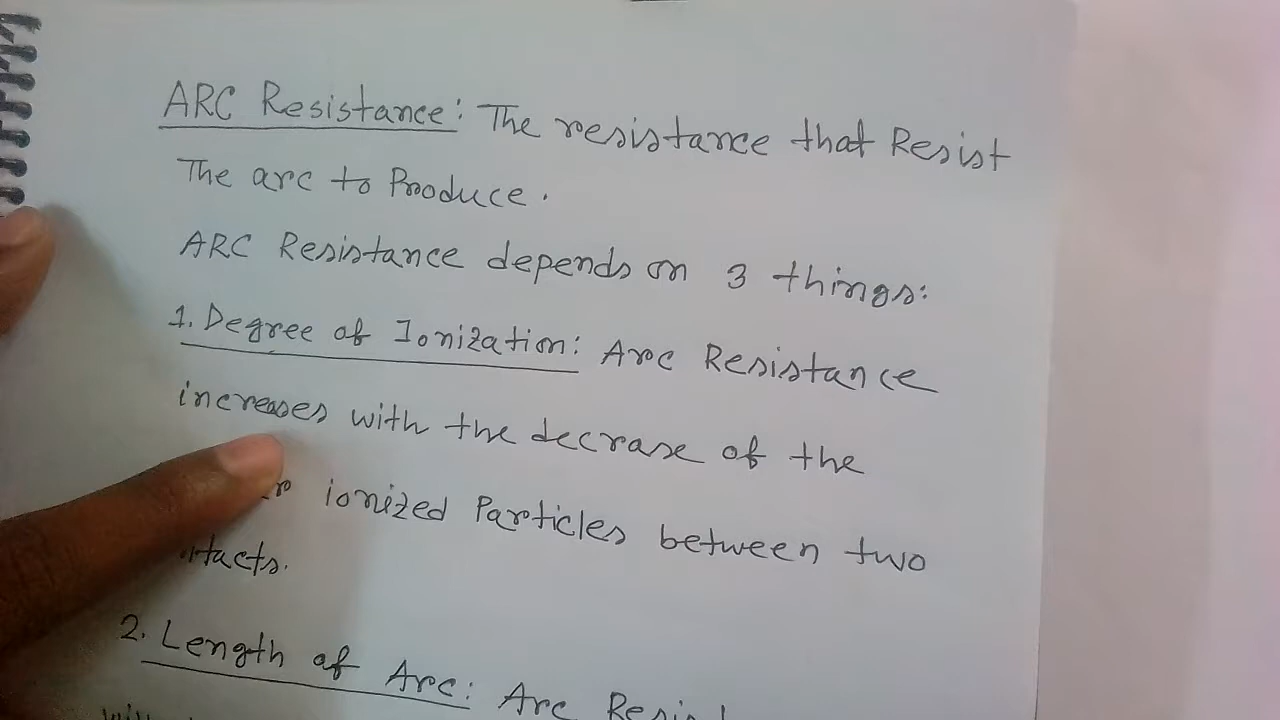 ARC Resistance: The resistance that Resist
The arc to Produce.
ARC Resistance depends on 3 things:
1. Degree of Ionization: Arc Resistance
increases with the decrase of the
ionized Particles between two
2. Length of Arc: Arc